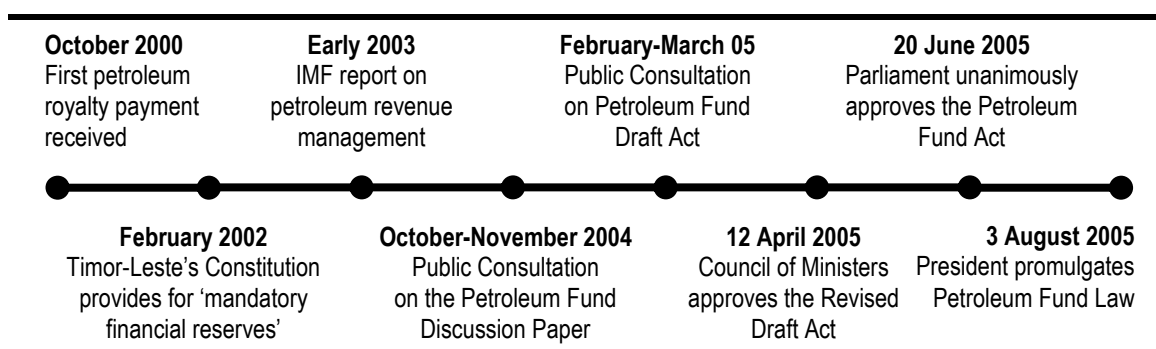 October 2000
First petroleum
royalty payment
received
Early 2003
IMF report on
petroleum revenue
management
February-March 05
Public Consultation
on Petroleum Fund
Draft Act
20 June 2005
Parliament unanimously
approves the Petroleum
Fund Act
February 2002
Timor-Leste’s Constitution
provides for ‘mandatory
financial reserves’
October-November 2004
Public Consultation
on the Petroleum Fund
Discussion Paper
12 April 2005
Council of Ministers
approves the Revised
Draft Act
3 August 2005
President promulgates
Petroleum Fund Law